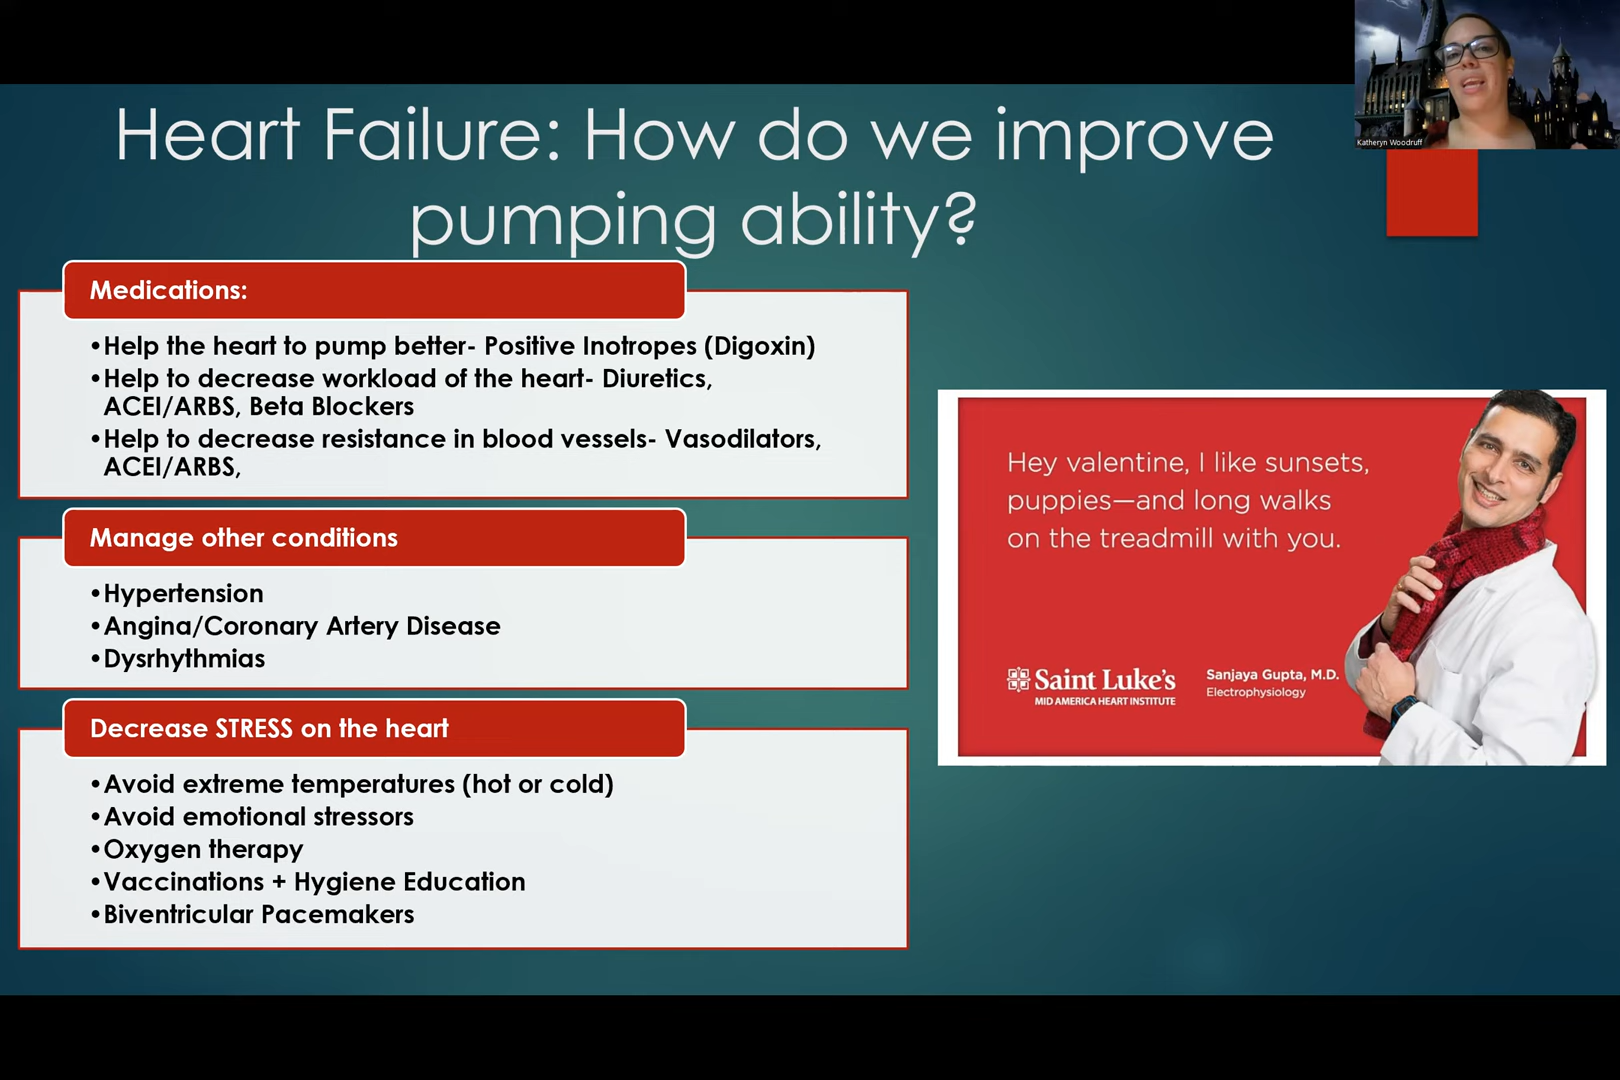 Katheryn Woodruff
Heart Failure: How do we improve
pumping ability?
Medications:
•Help the heart to pump better- Positive Inotropes (Digoxin)
•Help to decrease workload of the heart- Diuretics,
ACEI/ARBS, Beta Blockers
•Help to decrease resistance in blood vessels- Vasodilators,
ACEI/ARBS,
Manage other conditions
•Hypertension
•Angina/Coronary Artery Disease
•Dysrhythmias
Decrease STRESS on the heart
•Avoid extreme temperatures (hot or cold)
•Avoid emotional stressors
•Oxygen therapy
•Vaccinations + Hygiene Education
•Biventricular Pacemakers
Hey valentine, I like sunsets,
puppies—and long walks
on the treadmill with you.
Saint Luke's
MID AMERICA HEART INSTITUTE
Sanjaya Gupta, M.D.
Electrophysiology